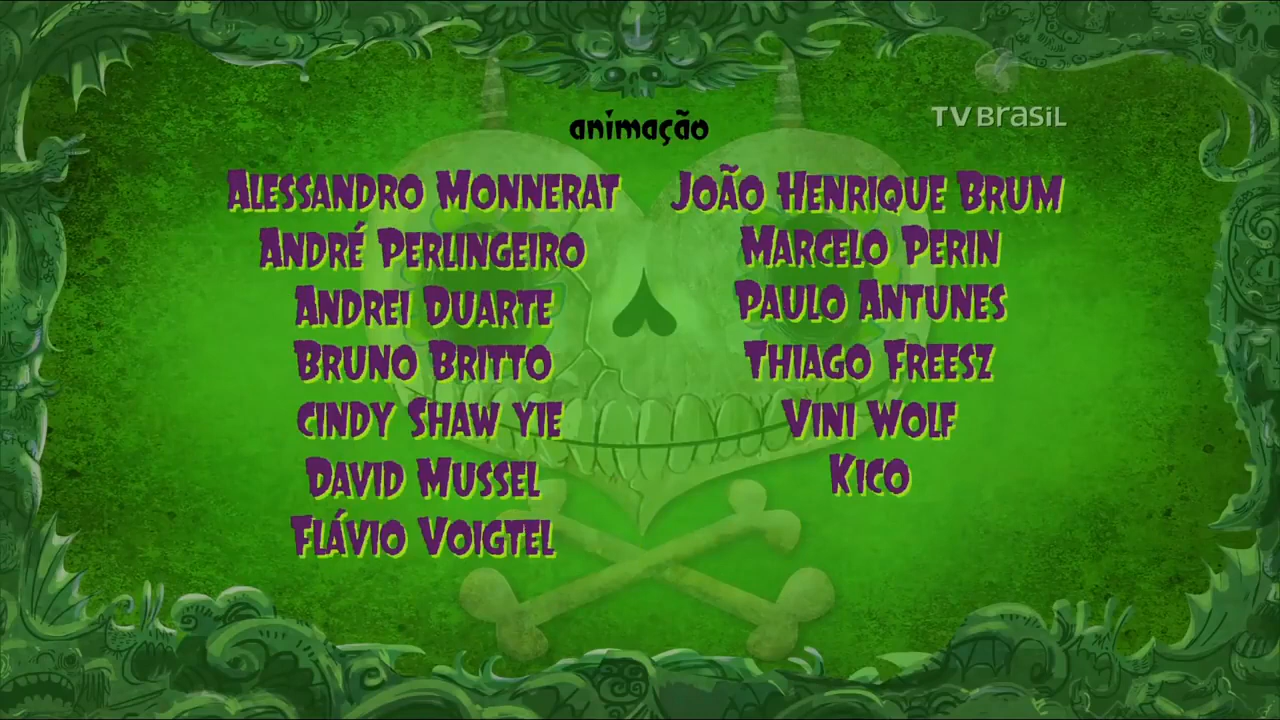 animação
TV BRASIL
ALESSANDRO MONNERAT
ANDRÉ PERLINGEIRO
ANDREI DUARTE
BRUNO BRITTO
CINDY SHAW YIE
DAVID MUSSEL
FLÁVIO VOIGTEL
JOÃO HENRIQUE BRUM
MARCELO PERIN
PAULO ANTUNES
THIAGO FREESZ
VINI WOLF
KICO